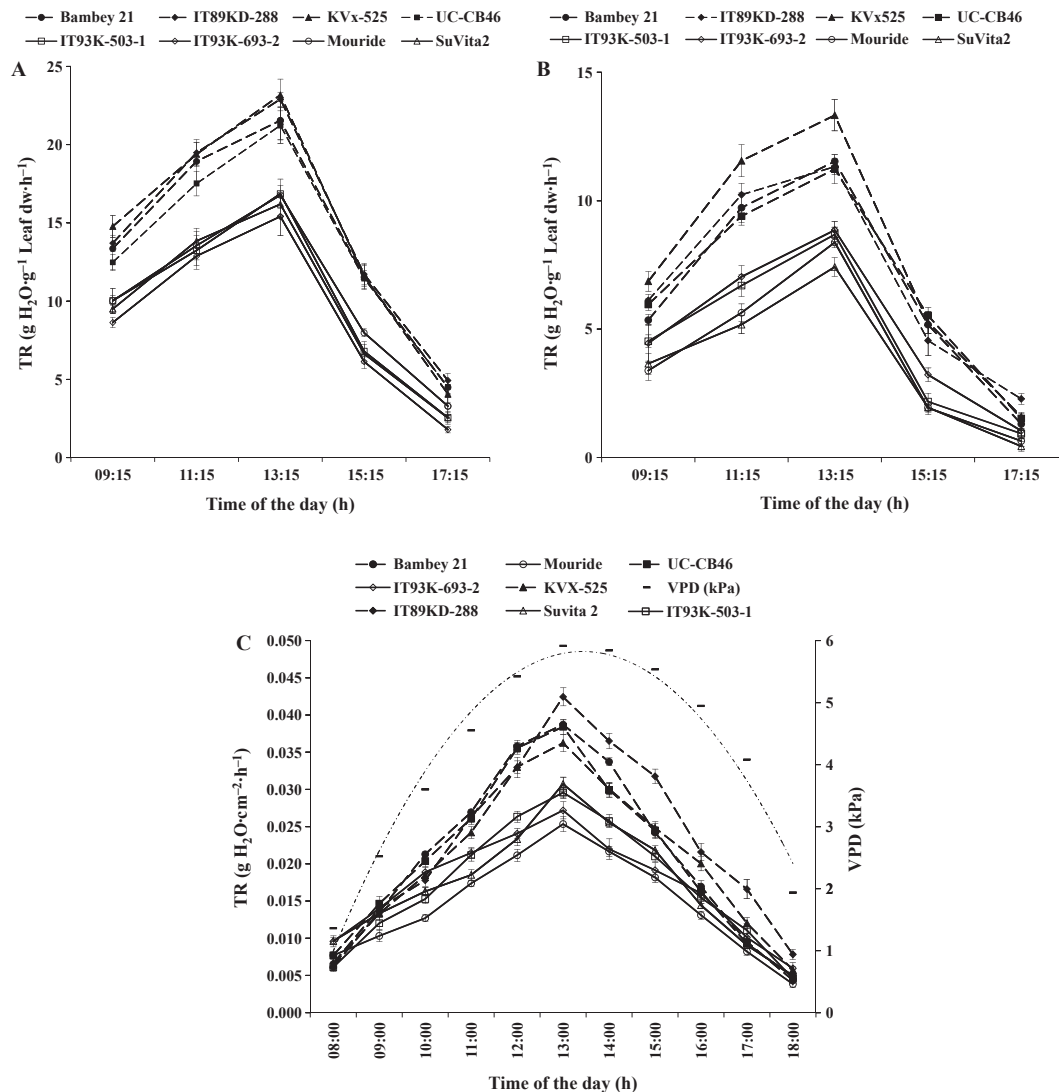 Bambey 21 IT89KD-288 KVx-525 UC-CB46
IT93K-503-1 IT93K-693-2 Mouride SuVita2
A
TR (g H₂O·g⁻¹ Leaf dw·h⁻¹)
25
20
15
10
5
0
09:15 11:15 13:15 15:15 17:15
Time of the day (h)
Bambey 21 IT89KD-288 KVx525 UC-CB46
IT93K-503-1 IT93K-693-2 Mouride SuVita2
B
TR (g H₂O·g⁻¹ Leaf dw·h⁻¹)
15
10
5
0
09:15 11:15 13:15 15:15 17:15
Time of the day (h)
Bambey 21 Mouride UC-CB46
IT93K-693-2 KVX-525 VPD (kPa)
IT89KD-288 Suvita 2 IT93K-503-1
C
TR (g H₂O·cm⁻²·h⁻¹)
0.050
0.045
0.040
0.035
0.030
0.025
0.020
0.015
0.010
0.005
0.000
6
5
4
3
2
1
0
VPD (kPa)
08:00 09:00 10:00 11:00 12:00 13:00 14:00 15:00 16:00 17:00 18:00
Time of the day (h)